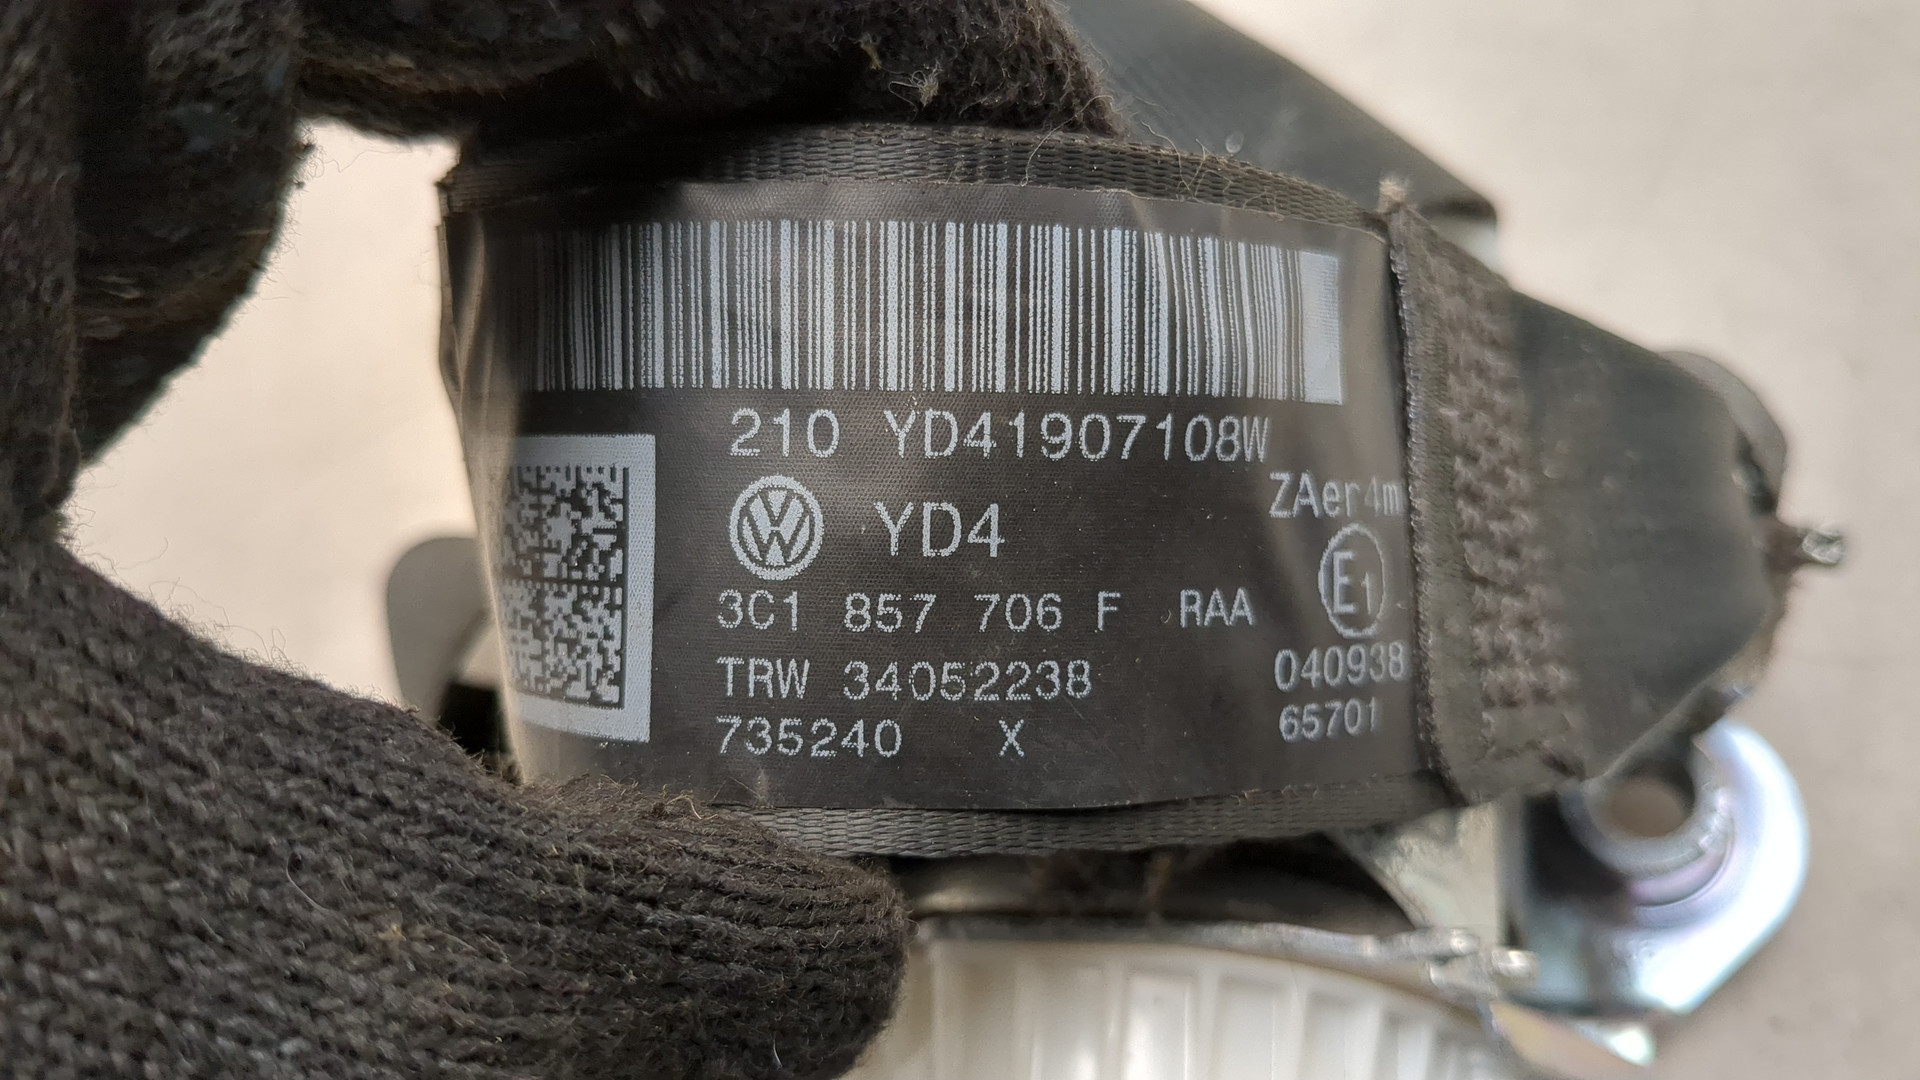 210 YD41907108W
YD4
ZAer4m
E1
3C1 857 706 F RAA
TRW 34052238
040938
735240 X
65701